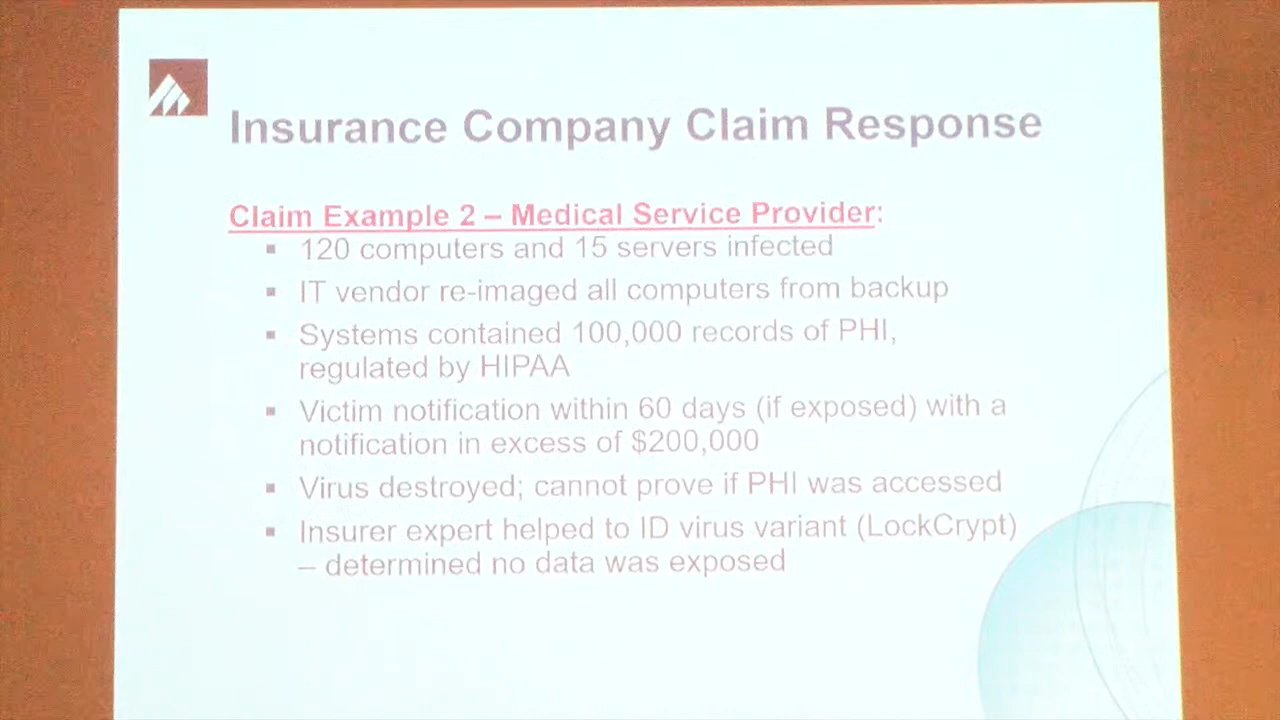 Insurance Company Claim Response
Claim Example 2 – Medical Service Provider:
▪ 120 computers and 15 servers infected
▪ IT vendor re-imaged all computers from backup
▪ Systems contained 100,000 records of PHI,
regulated by HIPAA
▪ Victim notification within 60 days (if exposed) with a
notification in excess of $200,000
▪ Virus destroyed; cannot prove if PHI was accessed
▪ Insurer expert helped to ID virus variant (LockCrypt)
– determined no data was exposed